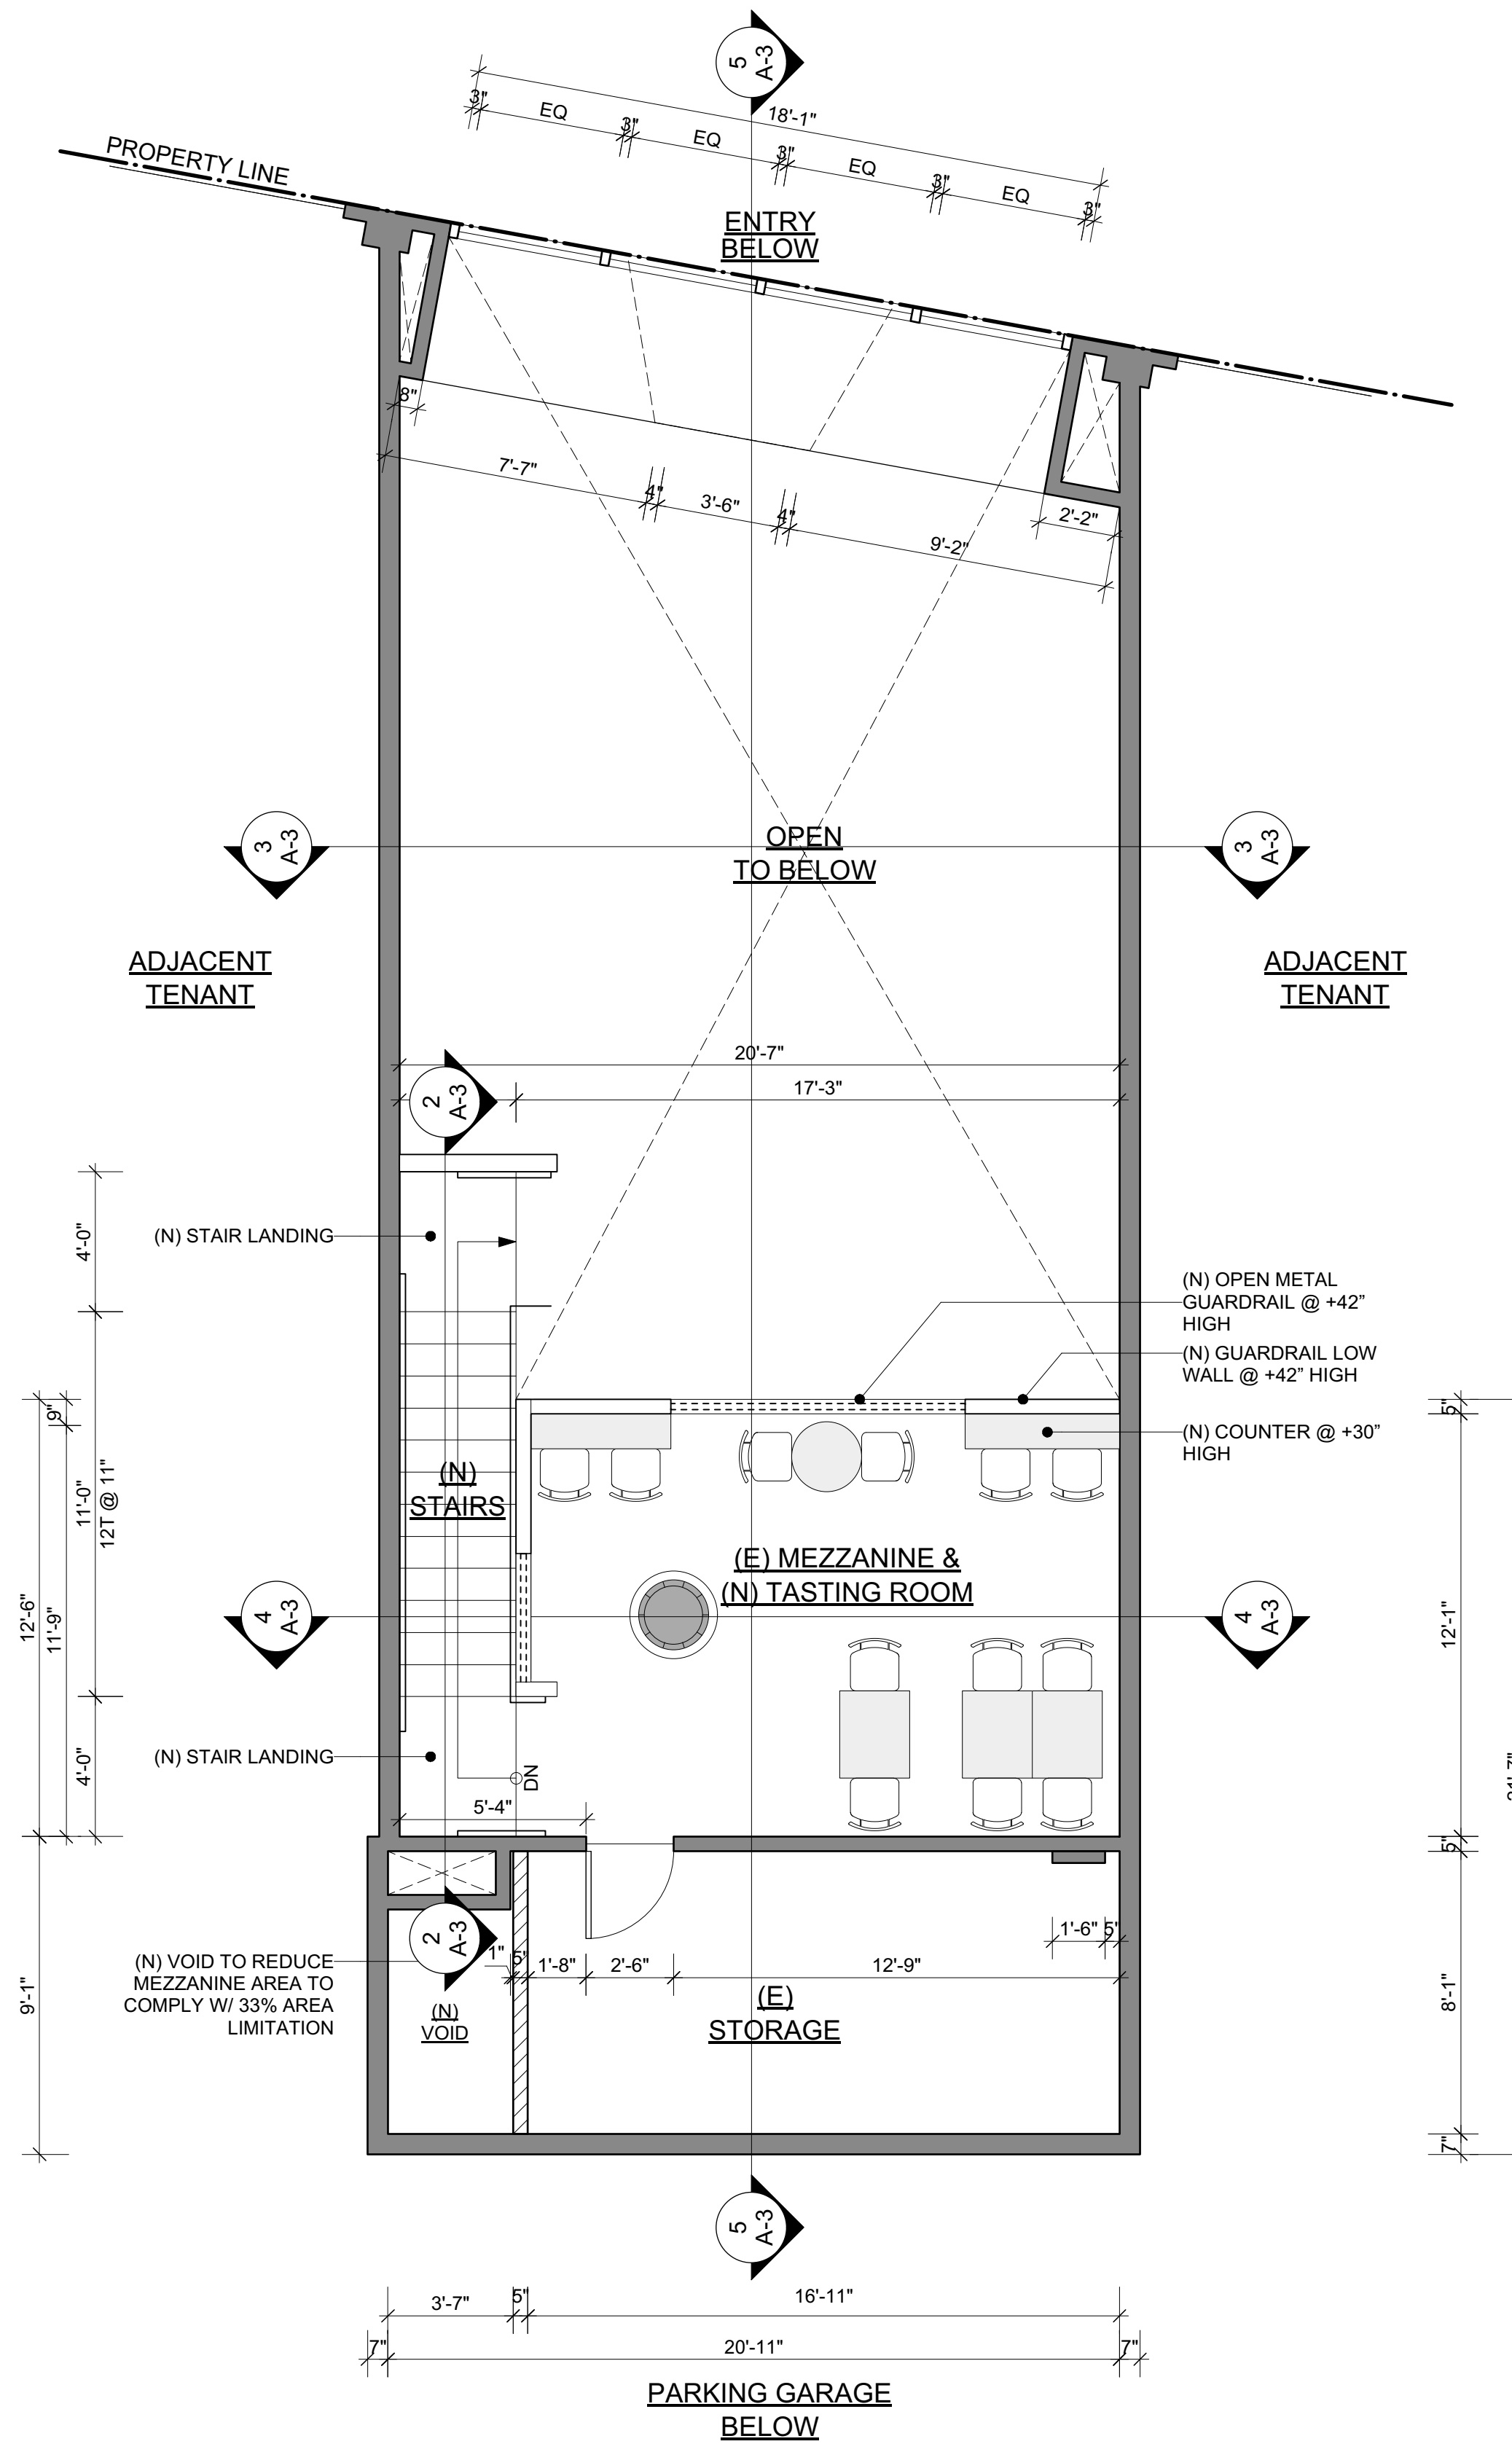 5
A-3
18'-1"
3"
EQ
3"
EQ
3"
EQ
3"
EQ
3"
PROPERTY LINE
ENTRY
BELOW
8"
7'-7"
4"
3'-6"
4"
9'-2"
2'-2"
3
A-3
OPEN
TO BELOW
3
A-3
ADJACENT
TENANT
ADJACENT
TENANT
20'-7"
17'-3"
2
A-3
4'-0"
(N) STAIR LANDING
(N) OPEN METAL
GUARDRAIL @ +42”
HIGH
(N) GUARDRAIL LOW
WALL @ +42” HIGH
(N) COUNTER @ +30”
HIGH
9"
5"
11'-0"
12T @ 11"
(N)
STAIRS
(E) MEZZANINE &
(N) TASTING ROOM
12'-6"
11'-9"
4
A-3
4
A-3
12'-1"
4'-0"
(N) STAIR LANDING
DN
5'-4"
5"
2
A-3
1'-6"
5"
(N) VOID TO REDUCE
MEZZANINE AREA TO
COMPLY W/ 33% AREA
LIMITATION
1"
5"
1'-8"
2'-6"
12'-9"
9'-1"
8'-1"
(N)
VOID
(E)
STORAGE
7"
5
A-3
3'-7"
5"
16'-11"
7"
20'-11"
7"
PARKING GARAGE
BELOW